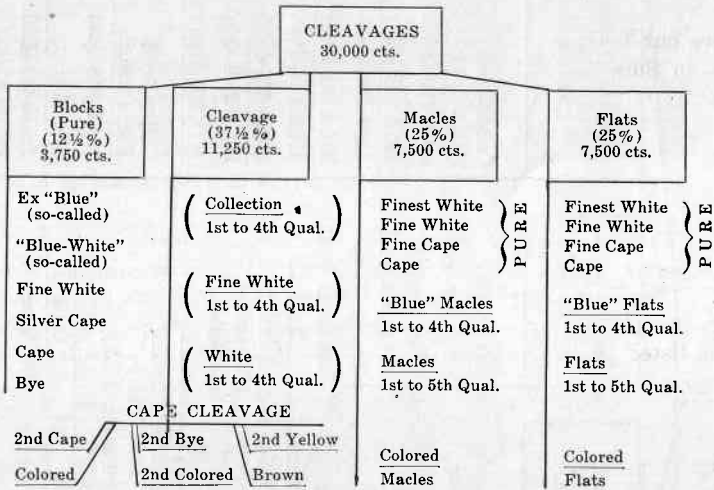 CLEAVAGES
30,000 cts.
Blocks
(Pure)
(12½%)
3,750 cts.
Cleavage
(37½%)
11,250 cts.
Macles
(25%)
7,500 cts.
Flats
(25%)
7,500 cts.
Ex "Blue"
(so-called)
"Blue-White"
(so-called)
Fine White
Silver Cape
Cape
Bye
( Collection )
1st to 4th Qual.
( Fine White )
1st to 4th Qual.
( White )
1st to 4th Qual.
Finest White
Fine White
Fine Cape
Cape
PURE
"Blue" Macles
1st to 4th Qual.
Macles
1st to 5th Qual.
Colored
Macles
Finest White
Fine White
Fine Cape
Cape
PURE
"Blue" Flats
1st to 4th Qual.
Flats
1st to 5th Qual.
Colored
Flats
CAPE CLEAVAGE
2nd Cape
2nd Bye
2nd Yellow
Colored
2nd Colored
Brown